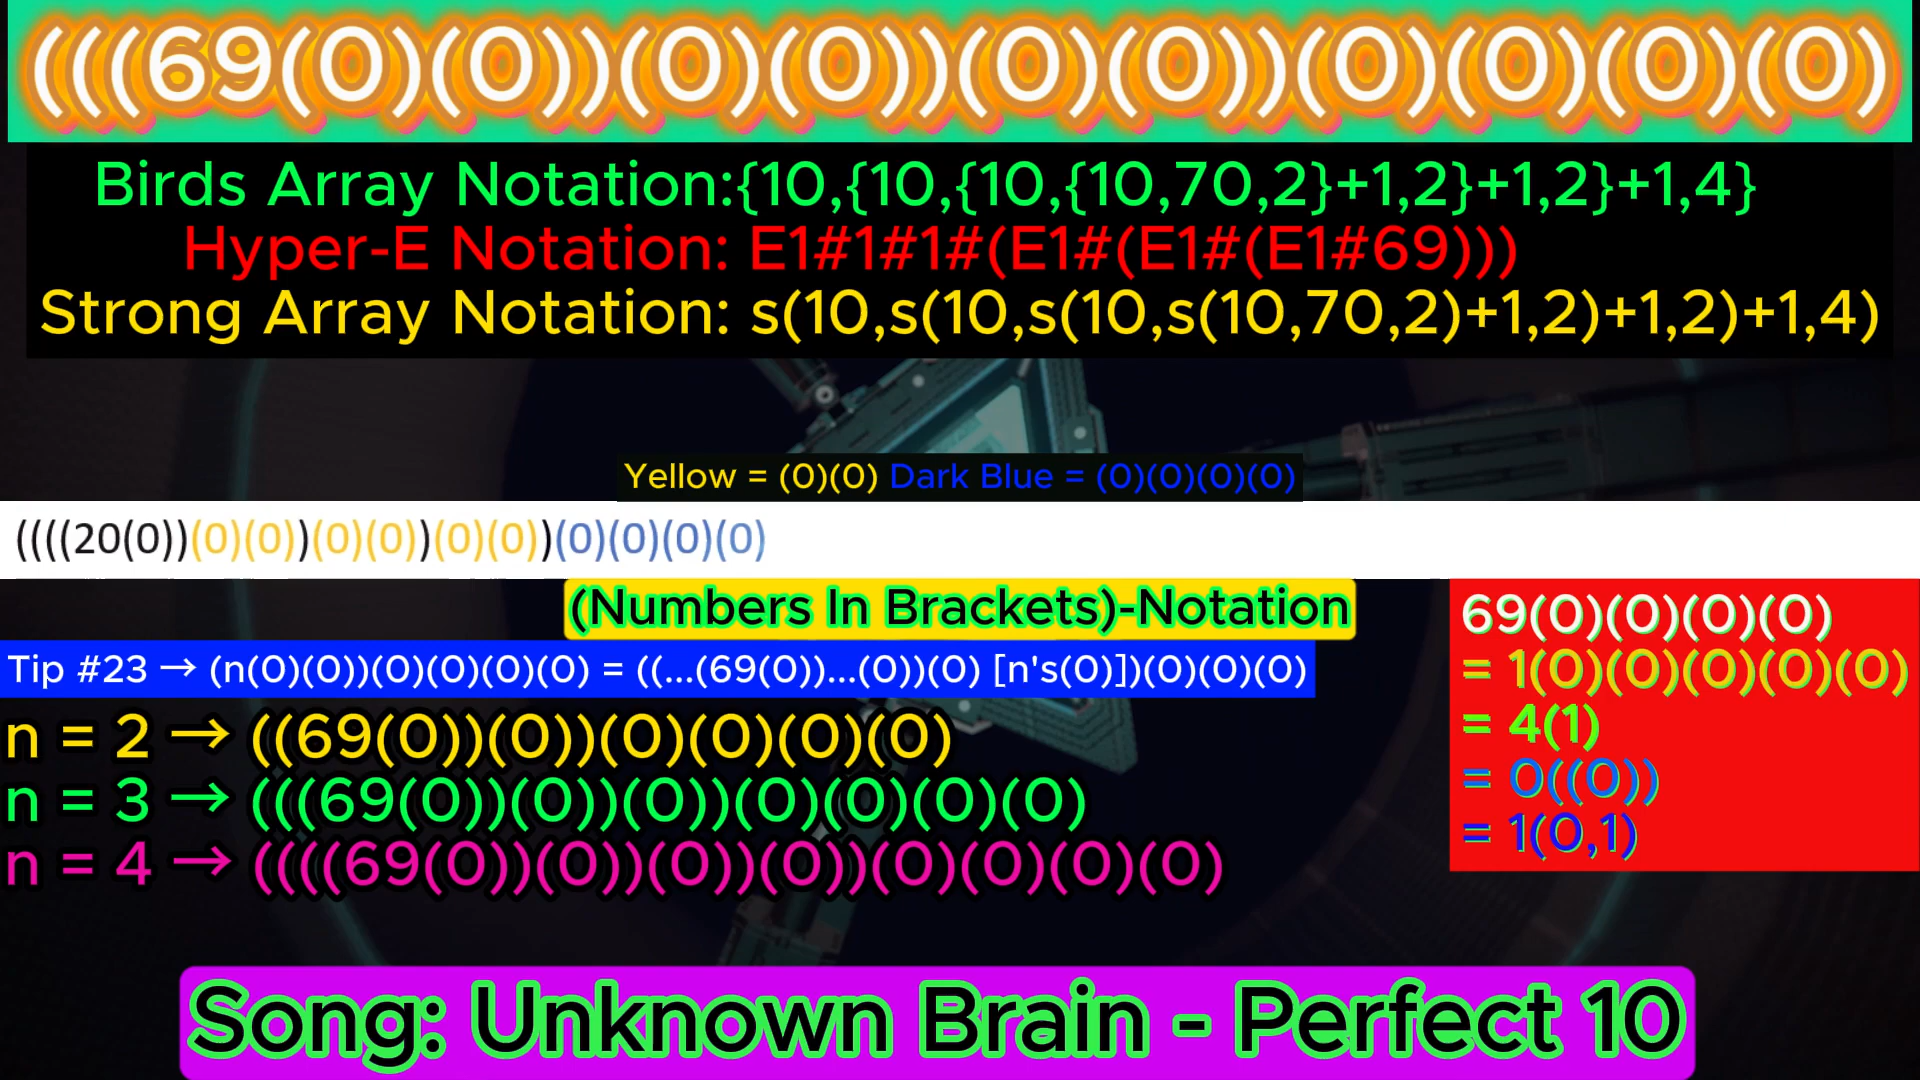 (((69(0)(0))(0)(0))(0)(0))(0)(0)(0)(0)
Birds Array Notation:{10,{10,{10,{10,70,2}+1,2}+1,2}+1,4}
Hyper-E Notation: E1#1#1#(E1#(E1#(E1#69)))
Strong Array Notation: s(10,s(10,s(10,s(10,70,2)+1,2)+1,2)+1,4)
Yellow = (0)(0) Dark Blue = (0)(0)(0)(0)
((((20(0))(0)(0))(0)(0))(0)(0))(0)(0)(0)(0)
(Numbers In Brackets)-Notation
Tip #23 → (n(0)(0))(0)(0)(0)(0) = ((...(69(0))...(0))(0) [n's(0)])(0)(0)(0)
n = 2 → ((69(0))(0))(0)(0)(0)(0)
n = 3 → (((69(0))(0))(0))(0)(0)(0)(0)
n = 4 → ((((69(0))(0))(0))(0))(0)(0)(0)(0)
69(0)(0)(0)(0)
= 1(0)(0)(0)(0)(0)
= 4(1)
= 0((0))
= 1(0,1)
Song: Unknown Brain - Perfect 10